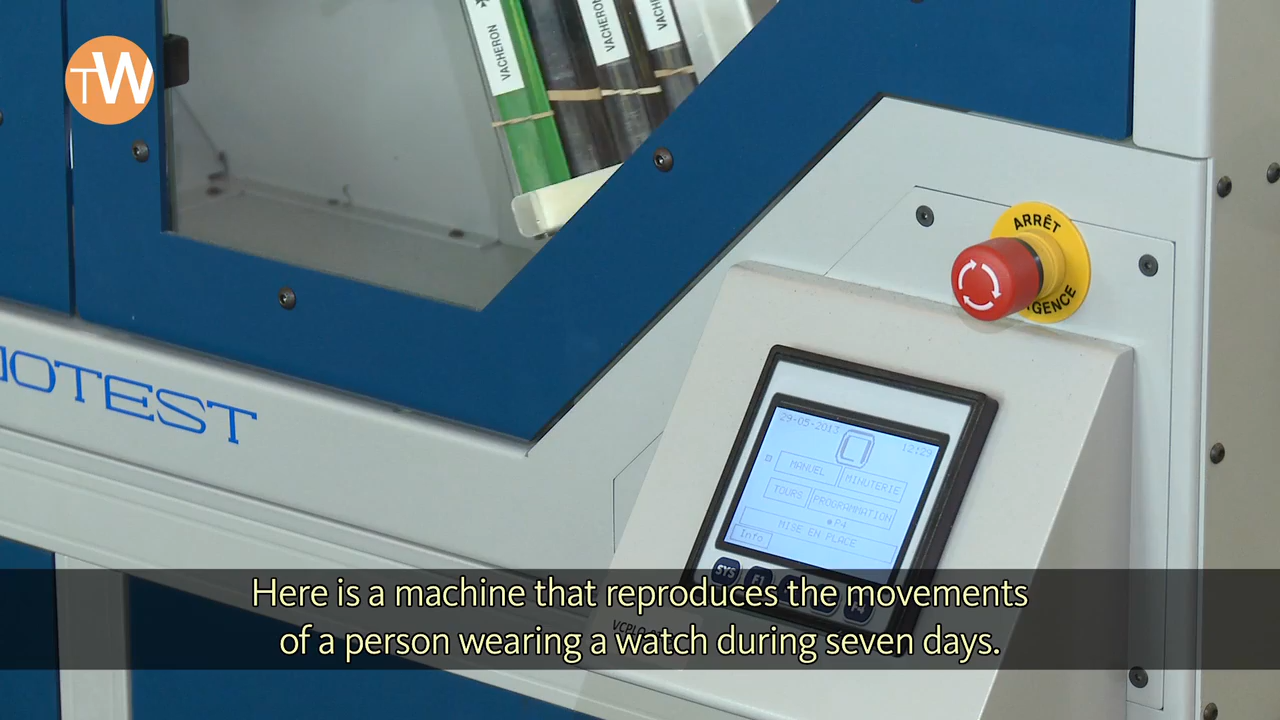 TW
VACHERON
VACHERON
VACHERON
ARRÊT
GENCE
OTEST
29-05-2013
12:29
MANUEL
MINUTERIE
TOURS
PROGRAMMATION
P4
MISE EN PLACE
Info
SYS
F1
F4
Here is a machine that reproduces the movements
of a person wearing a watch during seven days.